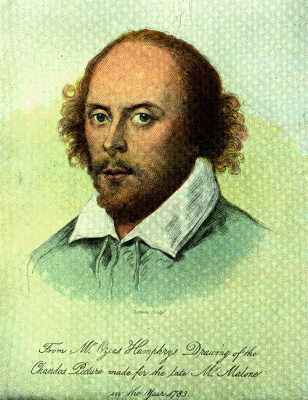 From Mr. Ozias Humphrys Drawing of the
Chandos Picture made for the late Mr. Malone
in the Year 1783